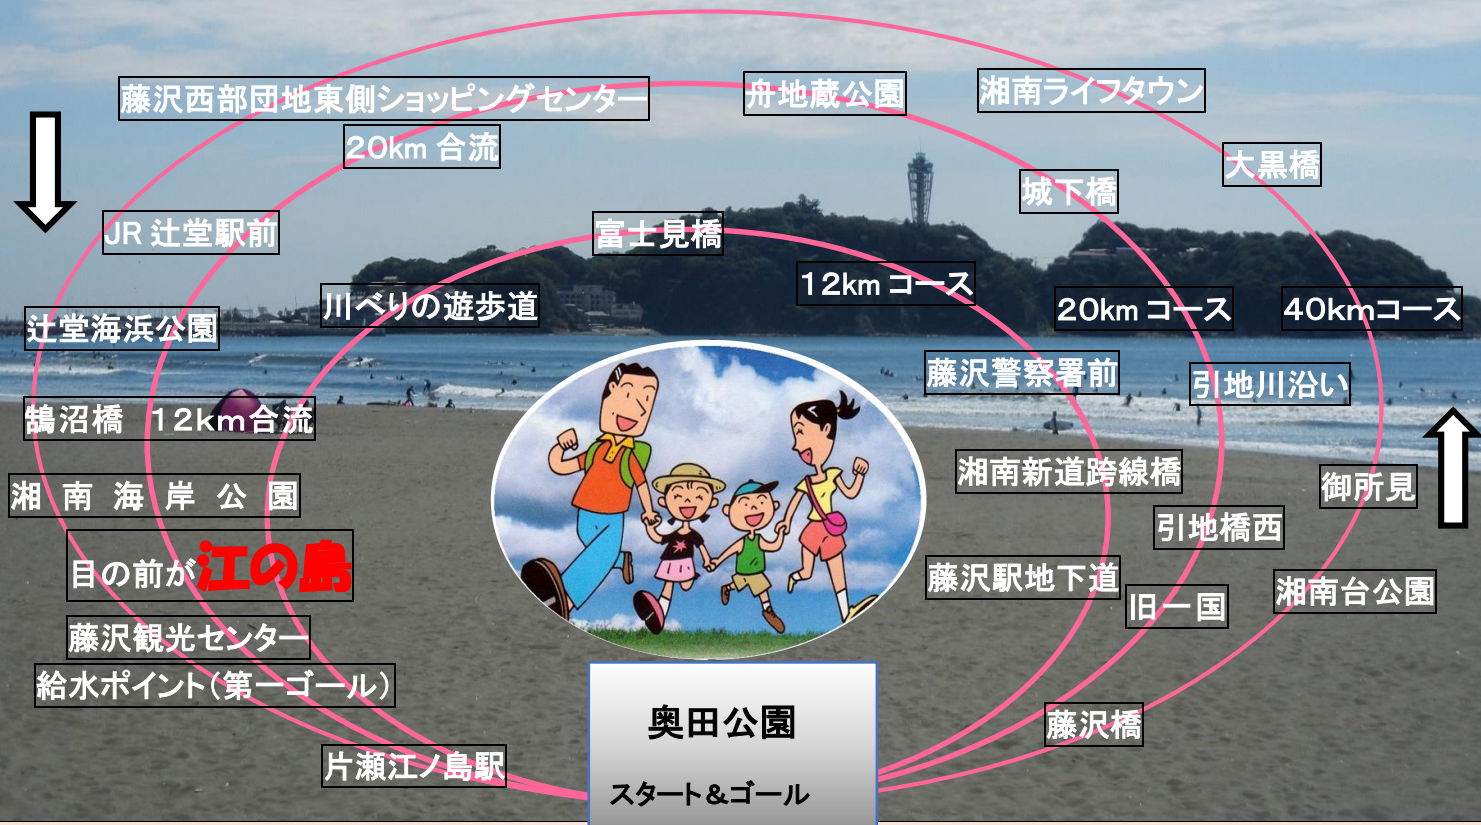 藤沢西部団地東側ショッピングセンター
舟地蔵公園
湘南ライフタウン
20km 合流
大黒橋
城下橋
JR 辻堂駅前
富士見橋
12km コース
川べりの遊歩道
20km コース
40kmコース
辻堂海浜公園
藤沢警察署前
引地川沿い
鵠沼橋　12km合流
湘南新道跨線橋
湘 南 海 岸 公 園
御所見
引地橋西
目の前が江の島
藤沢駅地下道
湘南台公園
旧一国
藤沢観光センター
給水ポイント（第一ゴール）
奥田公園
藤沢橋
片瀬江ノ島駅
スタート＆ゴール